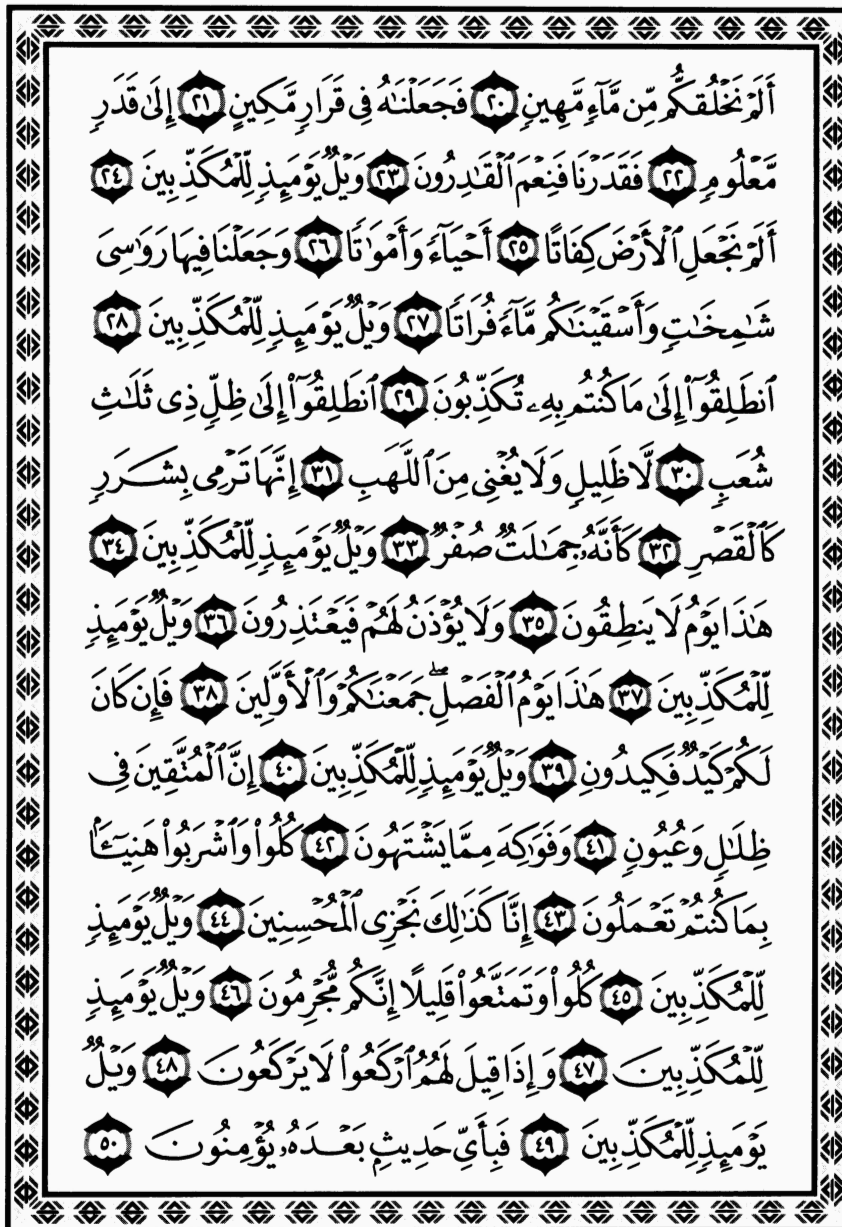 أَلَمْ نَخْلُقكُّم مِّن مَّآءٍ مَّهِينٍ ٢٠ فَجَعَلْنَٰهُ فِى قَرَارٍ مَّكِينٍ ٢١ إِلَىٰ قَدَرٍ
مَّعْلُومٍ ٢٢ فَقَدَرْنَا فَنِعْمَ ٱلْقَٰدِرُونَ ٢٣ وَيْلٌ يَوْمَئِذٍ لِّلْمُكَذِّبِينَ ٢٤
أَلَمْ نَجْعَلِ ٱلْأَرْضَ كِفَاتًا ٢٥ أَحْيَآءً وَأَمْوَٰتًا ٢٦ وَجَعَلْنَا فِيهَا رَوَٰسِىَ
شَٰمِخَٰتٍ وَأَسْقَيْنَٰكُم مَّآءً فُرَاتًا ٢٧ وَيْلٌ يَوْمَئِذٍ لِّلْمُكَذِّبِينَ ٢٨
ٱنطَلِقُوٓا۟ إِلَىٰ مَا كُنتُم بِهِۦ تُكَذِّبُونَ ٢٩ ٱنطَلِقُوٓا۟ إِلَىٰ ظِلٍّ ذِى ثَلَٰثِ
شُعَبٍ ٣٠ لَّا ظَلِيلٍ وَلَا يُغْنِى مِنَ ٱللَّهَبِ ٣١ إِنَّهَا تَرْمِى بِشَرَرٍ
كَٱلْقَصْرِ ٣٢ كَأَنَّهُۥ جِمَٰلَتٌ صُفْرٌ ٣٣ وَيْلٌ يَوْمَئِذٍ لِّلْمُكَذِّبِينَ ٣٤
هَٰذَا يَوْمُ لَا يَنطِقُونَ ٣٥ وَلَا يُؤْذَنُ لَهُمْ فَيَعْتَذِرُونَ ٣٦ وَيْلٌ يَوْمَئِذٍ
لِّلْمُكَذِّبِينَ ٣٧ هَٰذَا يَوْمُ ٱلْفَصْلِ ۖ جَمَعْنَٰكُمْ وَٱلْأَوَّلِينَ ٣٨ فَإِن كَانَ
لَكُمْ كَيْدٌ فَكِيدُونِ ٣٩ وَيْلٌ يَوْمَئِذٍ لِّلْمُكَذِّبِينَ ٤٠ إِنَّ ٱلْمُتَّقِينَ فِى
ظِلَٰلٍ وَعُيُونٍ ٤١ وَفَوَٰكِهَ مِمَّا يَشْتَهُونَ ٤٢ كُلُوا۟ وَٱشْرَبُوا۟ هَنِيٓـًٔۢا
بِمَا كُنتُمْ تَعْمَلُونَ ٤٣ إِنَّا كَذَٰلِكَ نَجْزِى ٱلْمُحْسِنِينَ ٤٤ وَيْلٌ يَوْمَئِذٍ
لِّلْمُكَذِّبِينَ ٤٥ كُلُوا۟ وَتَمَتَّعُوا۟ قَلِيلًا إِنَّكُم مُّجْرِمُونَ ٤٦ وَيْلٌ يَوْمَئِذٍ
لِّلْمُكَذِّبِينَ ٤٧ وَإِذَا قِيلَ لَهُمُ ٱرْكَعُوا۟ لَا يَرْكَعُونَ ٤٨ وَيْلٌ
يَوْمَئِذٍ لِّلْمُكَذِّبِينَ ٤٩ فَبِأَىِّ حَدِيثٍۭ بَعْدَهُۥ يُؤْمِنُونَ ٥٠